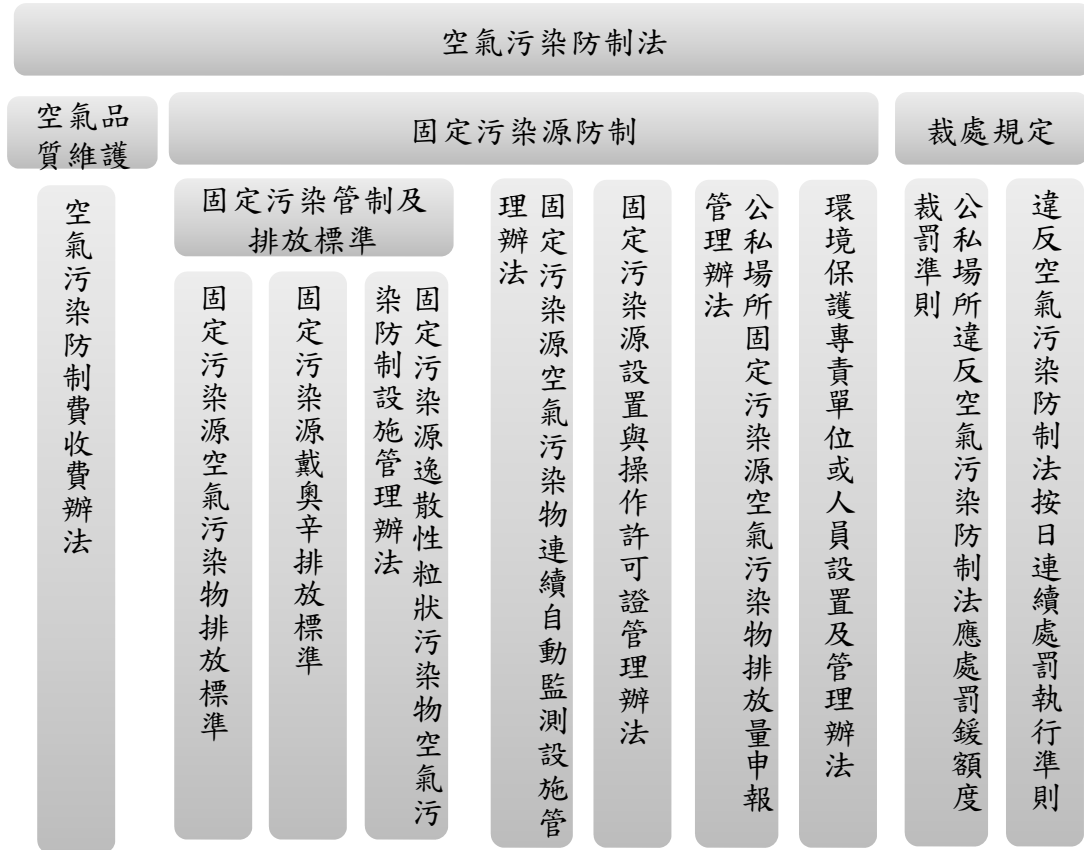 空氣污染防制法
空氣品
質維護
固定污染源防制
裁處規定
空氣污染防制費收費辦法
固定污染管制及
排放標準
固定污染源空氣污染物排放標準
固定污染源戴奧辛排放標準
固定污染源逸散性粒狀污染物空氣污
染防制設施管理辦法
固定污染源空氣污染物連續自動監測設施管
理辦法
固定污染源設置與操作許可證管理辦法
公私場所固定污染源空氣污染物排放量申報
管理辦法
環境保護專責單位或人員設置及管理辦法
公私場所違反空氣污染防制法應處罰鍰額度
裁罰準則
違反空氣污染防制法按日連續處罰執行準則